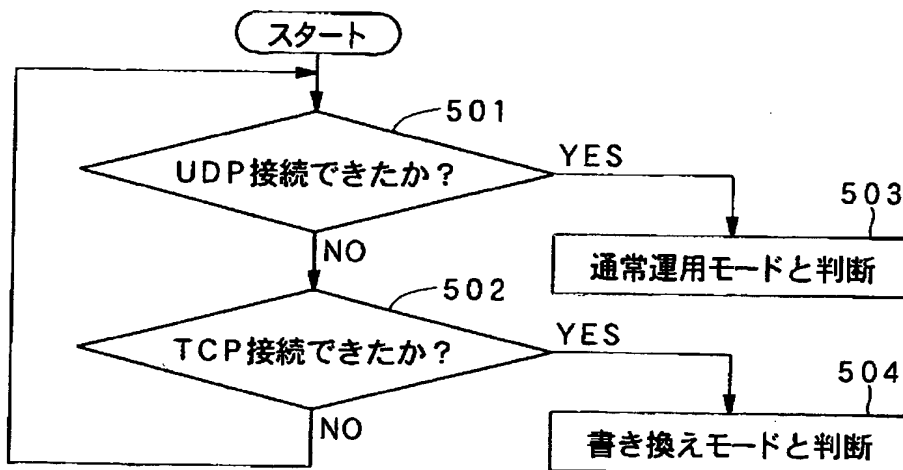 スタート
501
UDP接続できたか?
YES
503
NO
通常運用モードと判断
502
TCP接続できたか?
YES
504
NO
書き換えモードと判断